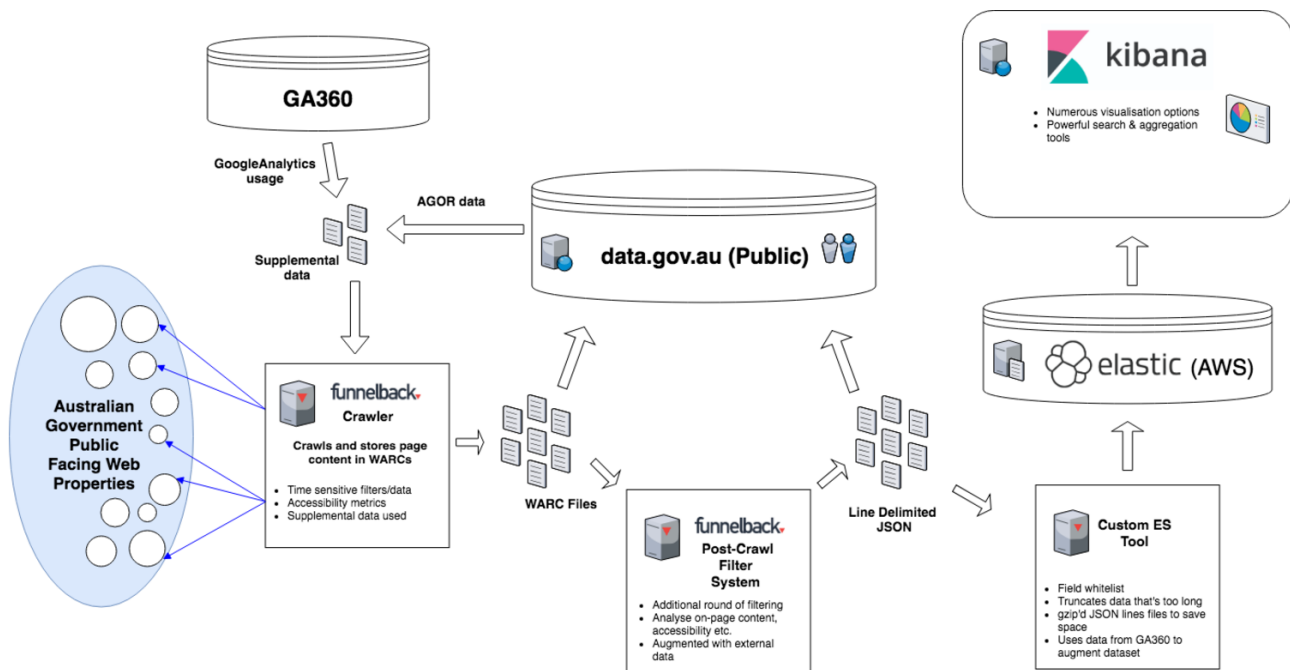 GA360
GoogleAnalytics
usage
AGOR data
Supplemental
data
data.gov.au (Public)
kibana
• Numerous visualisation options
• Powerful search & aggregation
tools
elastic (AWS)
Australian
Government
Public
Facing Web
Properties
funnelback
Crawler
Crawls and stores page
content in WARCs
• Time sensitive filters/data
• Accessibility metrics
• Supplemental data used
WARC Files
funnelback
Post-Crawl
Filter
System
• Additional round of filtering
• Analyse on-page content,
accessibility etc.
• Augmented with external
data
Line Delimited
JSON
Custom ES
Tool
• Field whitelist
• Truncates data that's too long
• gzip'd JSON lines files to save
space
• Uses data from GA360 to
augment dataset